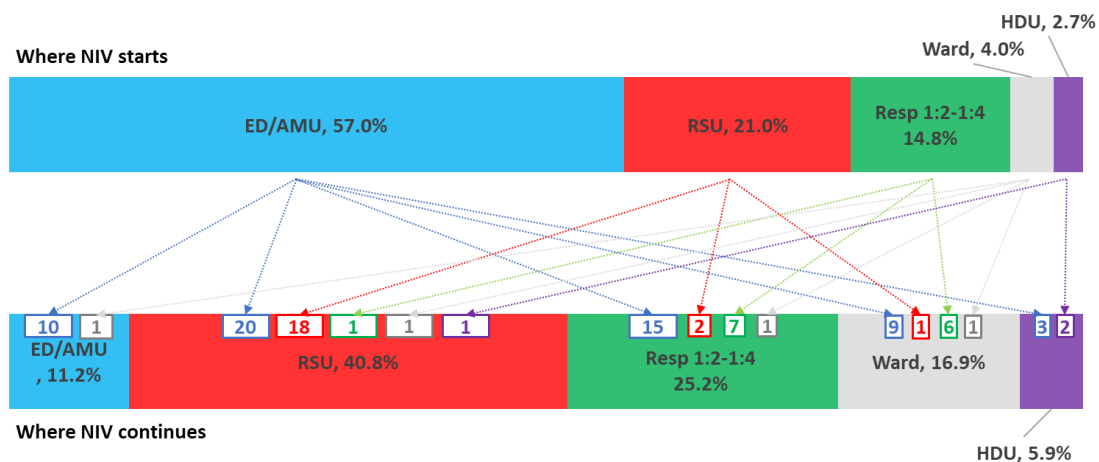 HDU, 2.7%
Where NIV starts
Ward, 4.0%
ED/AMU, 57.0%
RSU, 21.0%
Resp 1:2-1:4
14.8%
10 1 20 18 1 1 1 15 2 7 1 9 1 6 1 3 2
ED/AMU
, 11.2%
RSU, 40.8%
Resp 1:2-1:4
25.2%
Ward, 16.9%
Where NIV continues
HDU, 5.9%